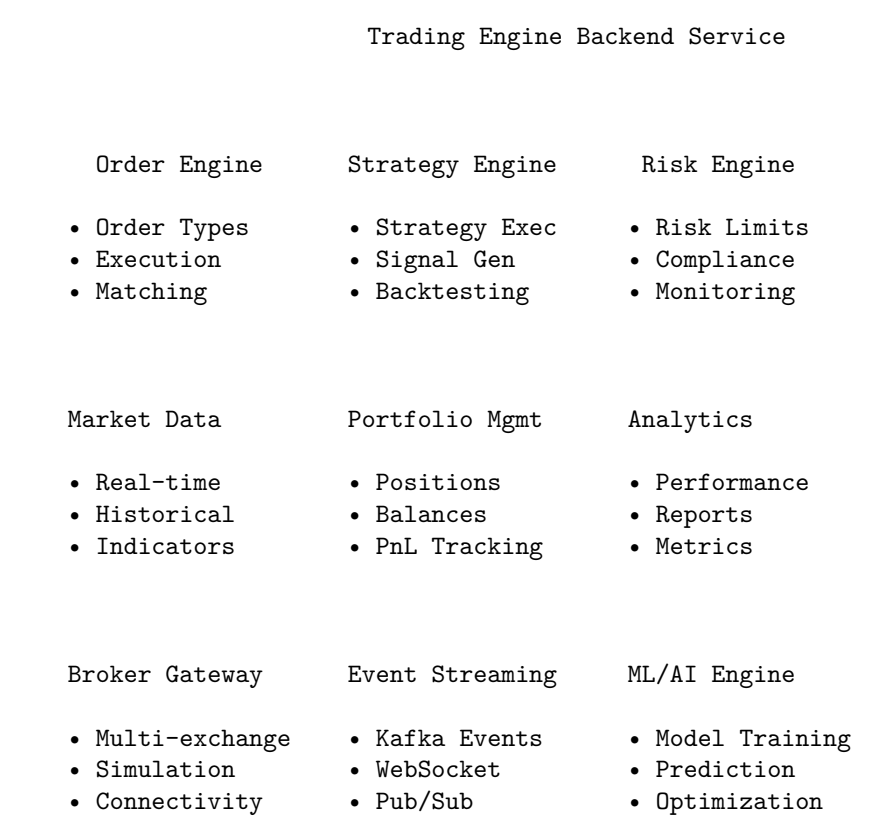 Trading Engine Backend Service
Order Engine Strategy Engine Risk Engine
• Order Types • Strategy Exec • Risk Limits
• Execution • Signal Gen • Compliance
• Matching • Backtesting • Monitoring
Market Data Portfolio Mgmt Analytics
• Real-time • Positions • Performance
• Historical • Balances • Reports
• Indicators • PnL Tracking • Metrics
Broker Gateway Event Streaming ML/AI Engine
• Multi-exchange • Kafka Events • Model Training
• Simulation • WebSocket • Prediction
• Connectivity • Pub/Sub • Optimization